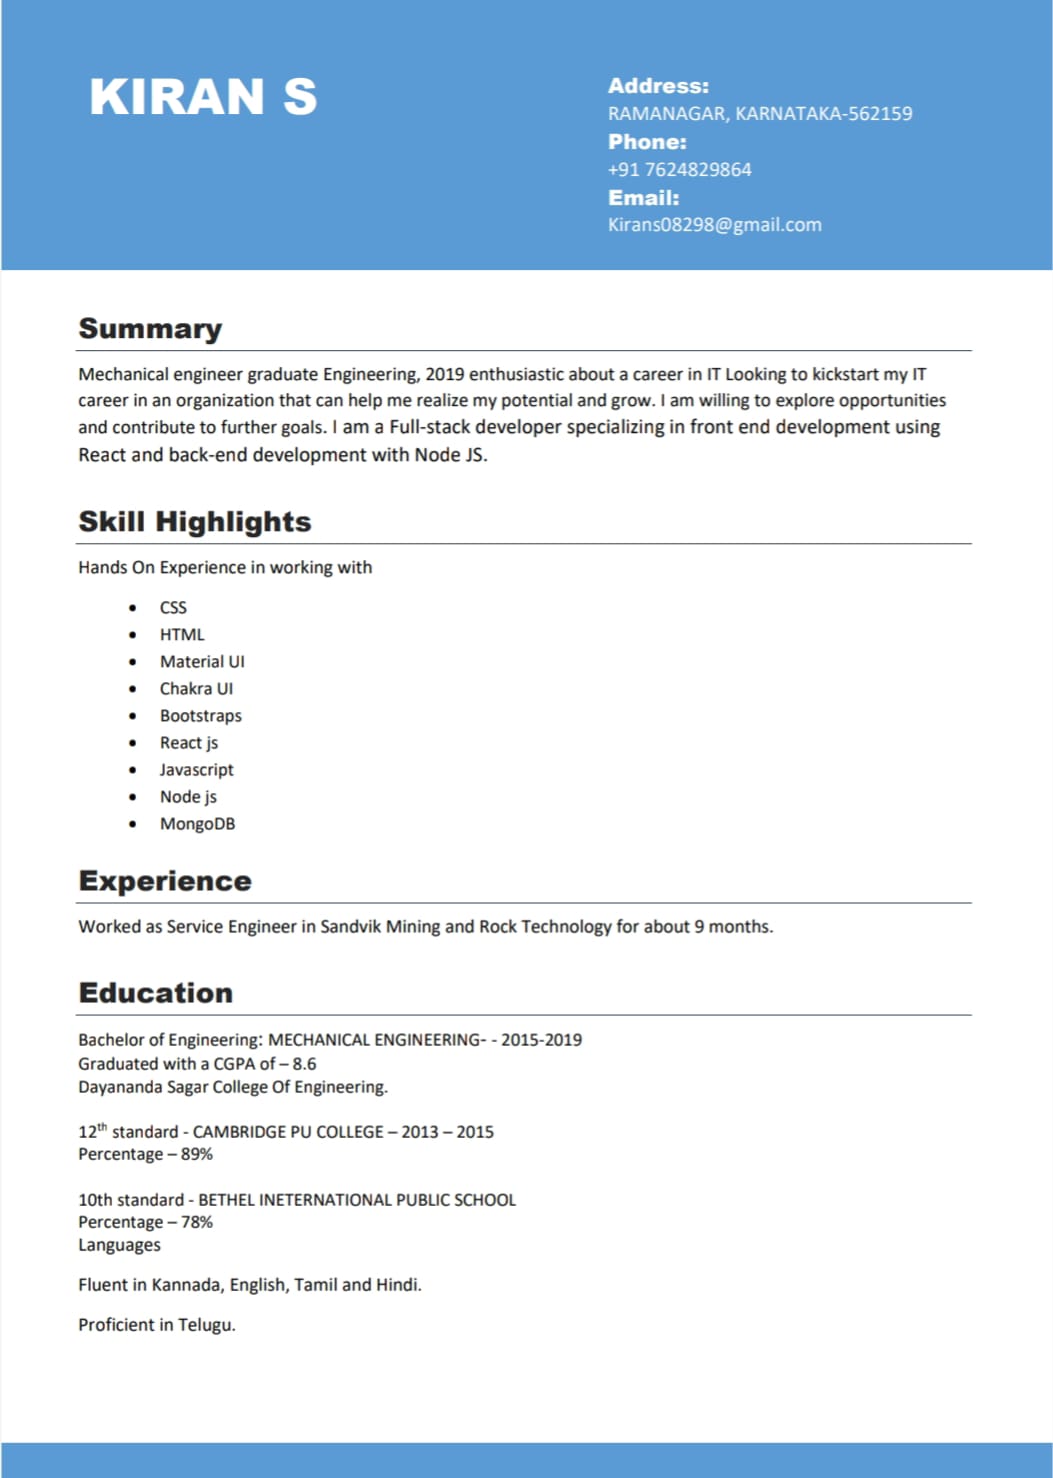 KIRAN S
Address:
RAMANAGAR, KARNATAKA-562159
Phone:
+91 7624829864
Email:
Kirans08298@gmail.com
Summary
Mechanical engineer graduate Engineering, 2019 enthusiastic about a career in IT Looking to kickstart my IT
career in an organization that can help me realize my potential and grow. I am willing to explore opportunities
and contribute to further goals. I am a Full-stack developer specializing in front end development using
React and back-end development with Node JS.
Skill Highlights
Hands On Experience in working with
• CSS
• HTML
• Material UI
• Chakra UI
• Bootstraps
• React js
• Javascript
• Node js
• MongoDB
Experience
Worked as Service Engineer in Sandvik Mining and Rock Technology for about 9 months.
Education
Bachelor of Engineering: MECHANICAL ENGINEERING- - 2015-2019
Graduated with a CGPA of – 8.6
Dayananda Sagar College Of Engineering.
12th standard - CAMBRIDGE PU COLLEGE – 2013 – 2015
Percentage – 89%
10th standard - BETHEL INETERNATIONAL PUBLIC SCHOOL
Percentage – 78%
Languages
Fluent in Kannada, English, Tamil and Hindi.
Proficient in Telugu.